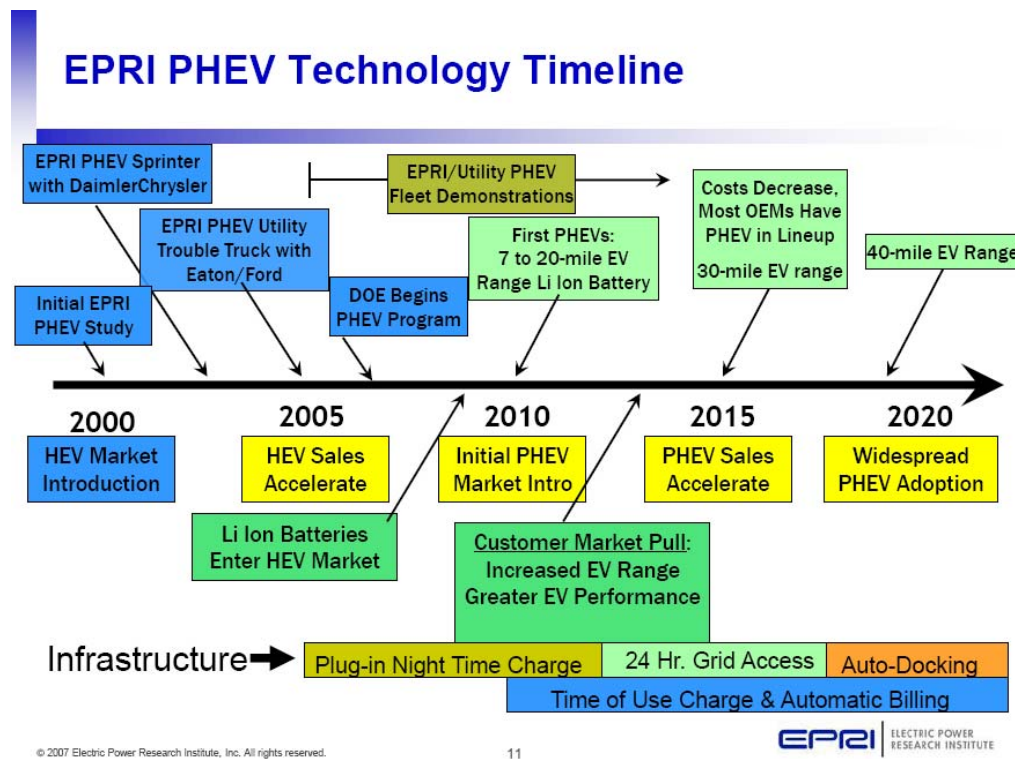 EPRI PHEV Technology Timeline
EPRI PHEV Sprinter
with DaimlerChrysler
EPRI/Utility PHEV
Fleet Demonstrations
Costs Decrease,
Most OEMs Have
PHEV in Lineup
30-mile EV range
EPRI PHEV Utility
Trouble Truck with
Eaton/Ford
First PHEVs:
7 to 20-mile EV
Range Li Ion Battery
40-mile EV Range
Initial EPRI
PHEV Study
DOE Begins
PHEV Program
2000
2005
2010
2015
2020
HEV Market
Introduction
HEV Sales
Accelerate
Initial PHEV
Market Intro
PHEV Sales
Accelerate
Widespread
PHEV Adoption
Li Ion Batteries
Enter HEV Market
Customer Market Pull:
Increased EV Range
Greater EV Performance
Infrastructure
Plug-in Night Time Charge
24 Hr. Grid Access
Auto-Docking
Time of Use Charge & Automatic Billing
© 2007 Electric Power Research Institute, Inc. All rights reserved.
11
EPRI
ELECTRIC POWER
RESEARCH INSTITUTE